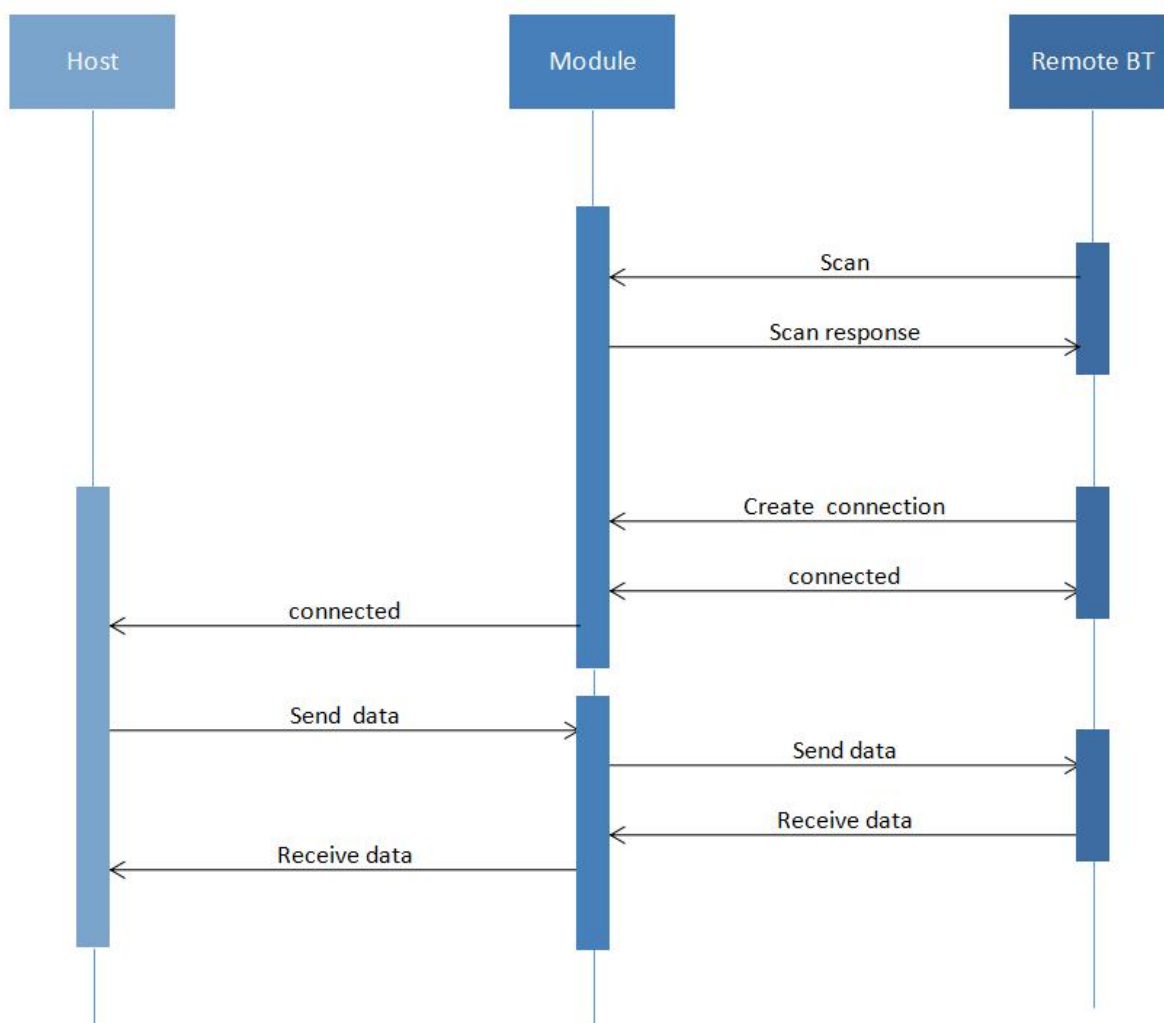 Host
Module
Remote BT
Scan
Scan response
Create  connection
connected
connected
Send  data
Send data
Receive data
Receive data